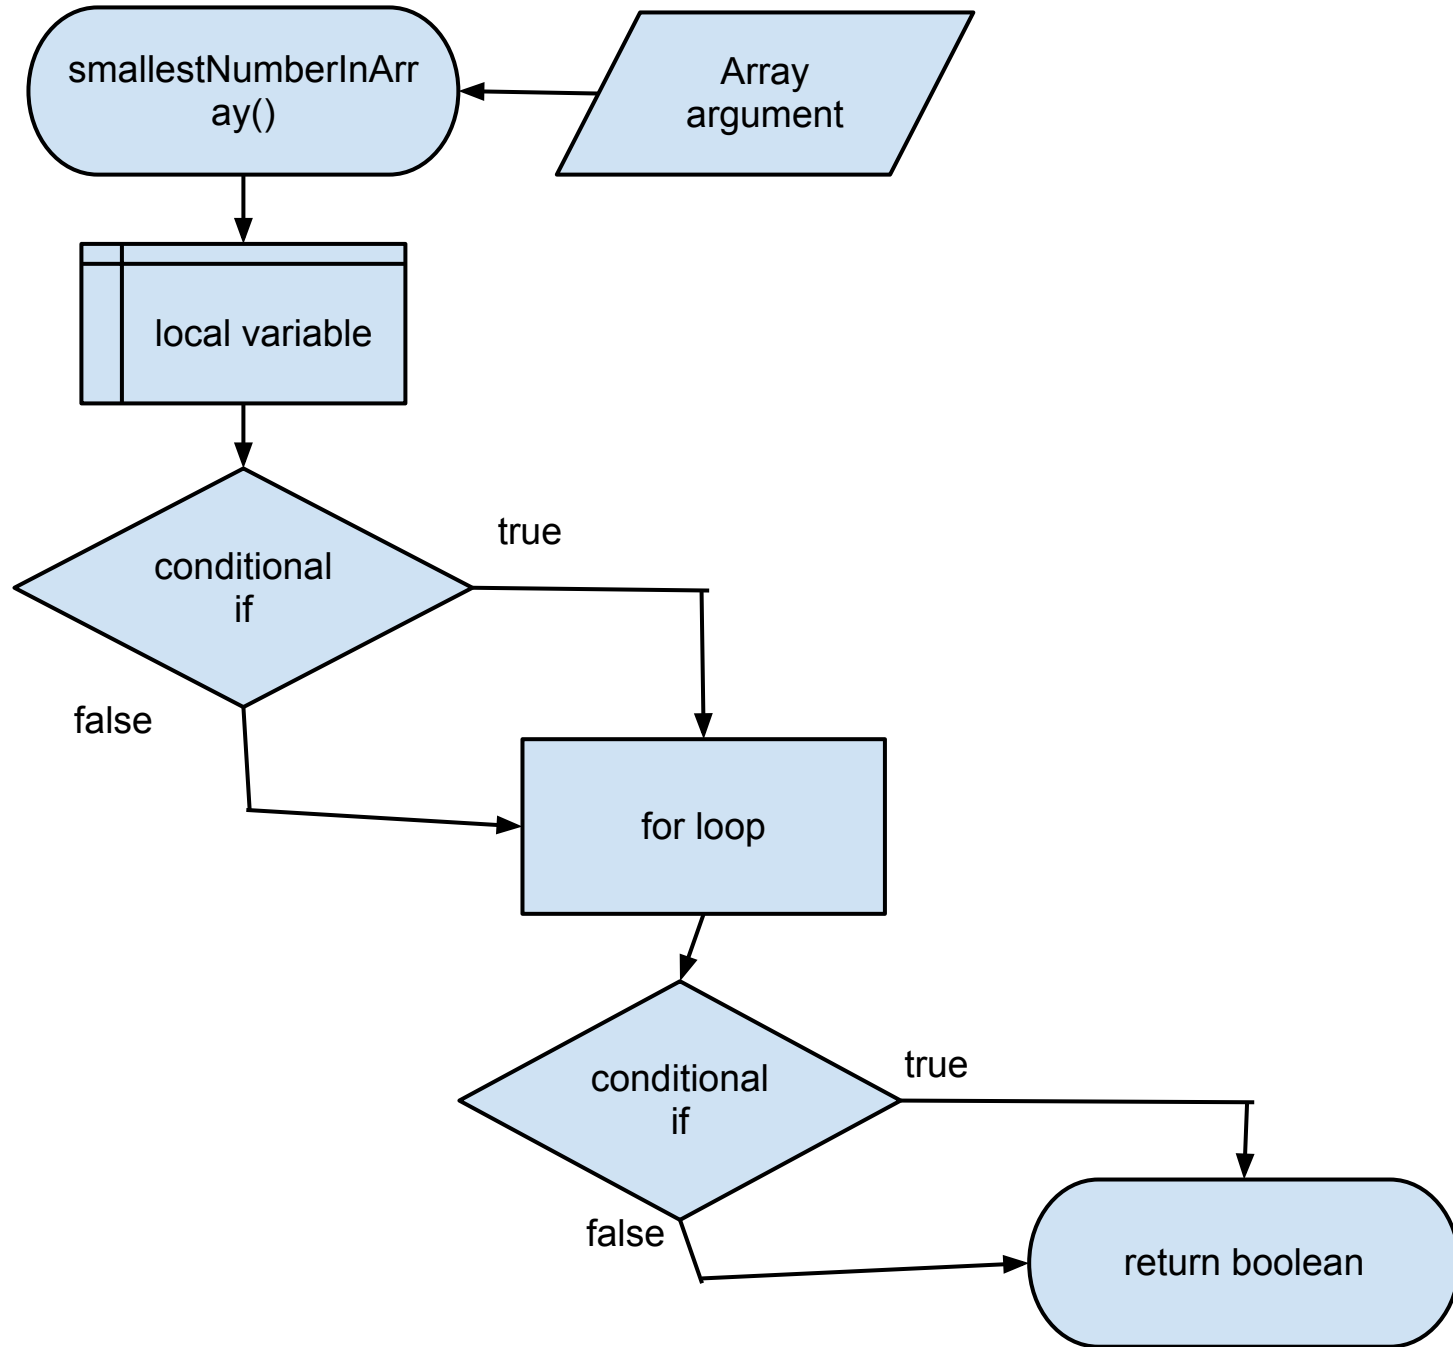 smallestNumberInArr
ay()
Array
argument
local variable
conditional
if
true
false
for loop
conditional
if
true
false
return boolean